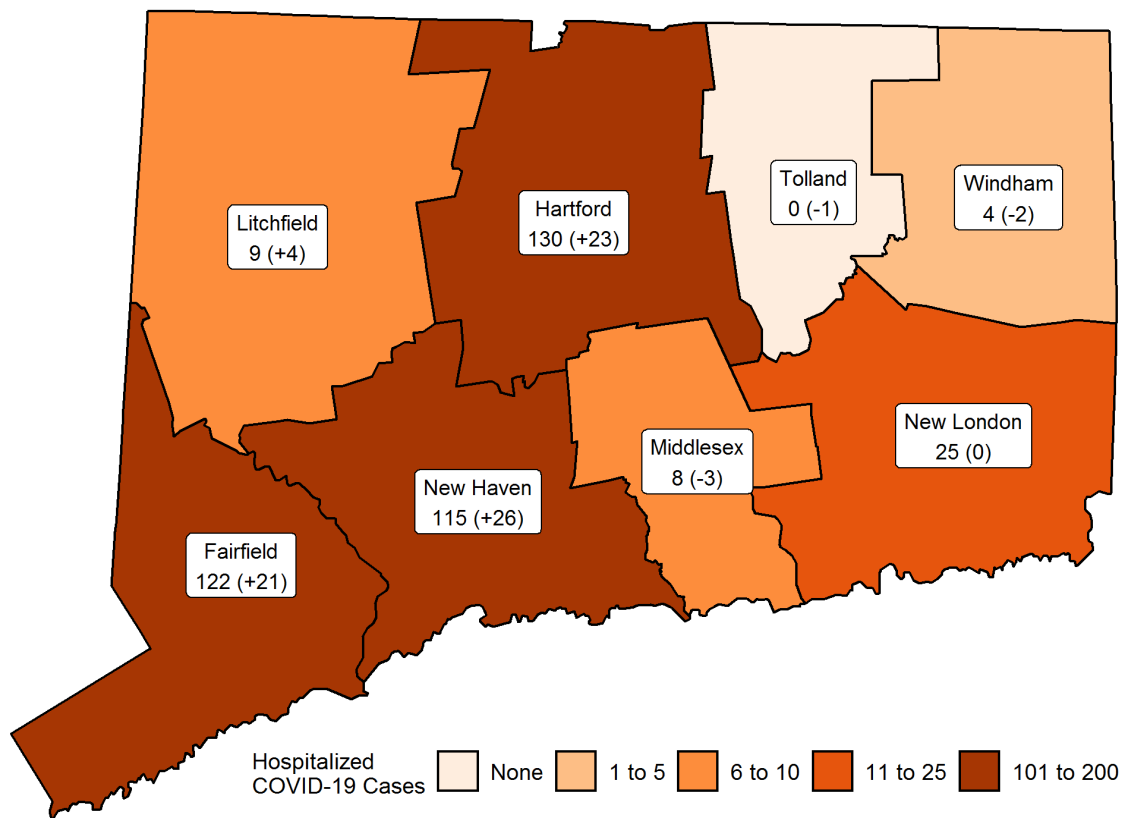 Tolland
0 (-1)
Windham
4 (-2)
Hartford
130 (+23)
Litchfield
9 (+4)
New London
25 (0)
Middlesex
8 (-3)
New Haven
115 (+26)
Fairfield
122 (+21)
Hospitalized
COVID-19 Cases
None
1 to 5
6 to 10
11 to 25
101 to 200